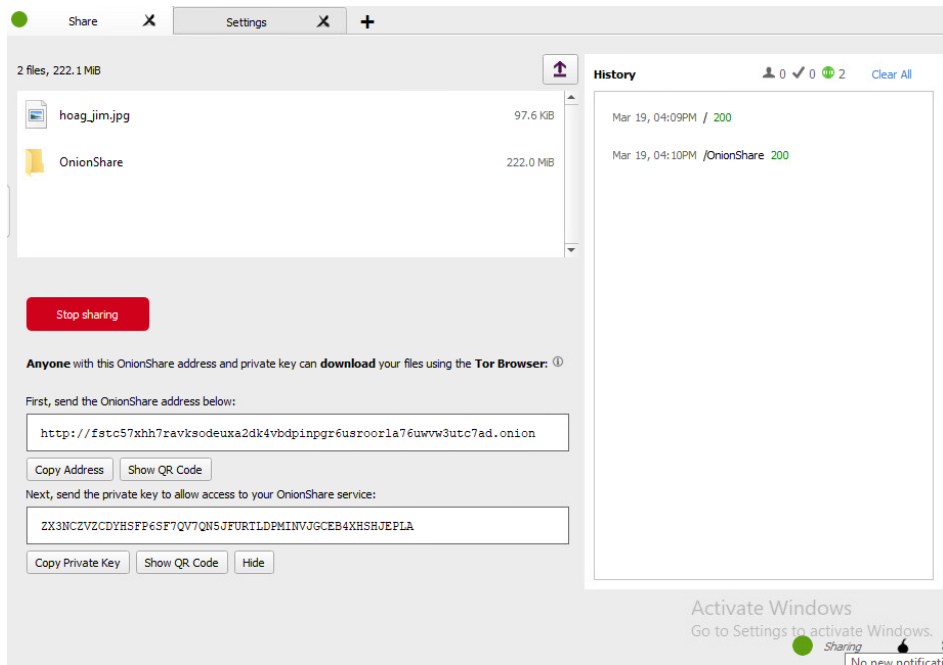 Share
Settings
2 files, 222.1 MiB
hoag_jim.jpg 97.6 KiB
OnionShare 222.0 MiB
Stop sharing
Anyone with this OnionShare address and private key can download your files using the Tor Browser:
First, send the OnionShare address below:
http://fstc57xhh7ravksodeuxa2dk4vbdpinpgr6usroorla76uwvw3utc7ad.onion
Copy Address Show QR Code
Next, send the private key to allow access to your OnionShare service:
ZX3NCZVZCDYHSFP6SF7QV7QN5JFURTLDPMINVJGCEB4XHSHJEPLA
Copy Private Key Show QR Code Hide
History 0 0 2 Clear All
Mar 19, 04:09PM / 200
Mar 19, 04:10PM /OnionShare 200
Activate Windows
Go to Settings to activate Windows.
Sharing
No new notificati